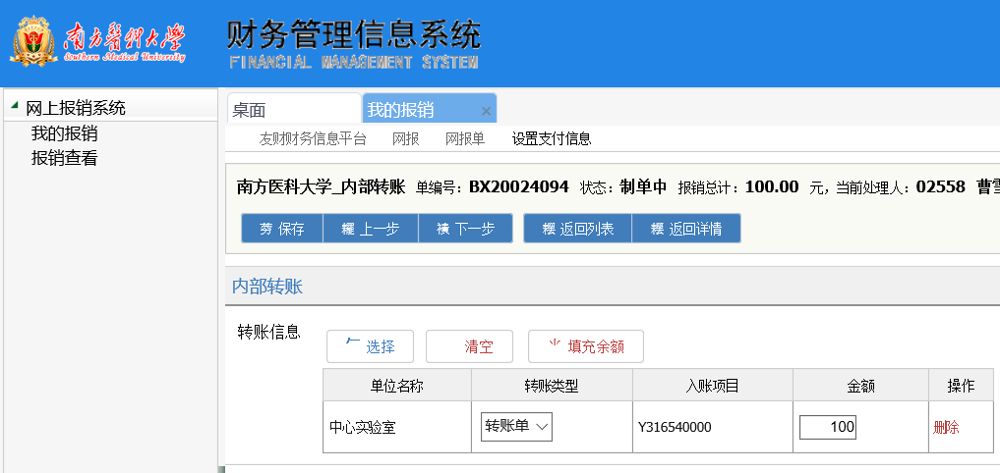 南方医科大学 财务管理信息系统
Southern Medical University FINANCIAL MANAGEMENT SYSTEM
网上报销系统
我的报销
报销查看
桌面 我的报销 ×
友财财务信息平台 网报 网报单 设置支付信息
南方医科大学_内部转账 单编号：BX20024094 状态：制单中 报销总计：100.00 元，当前处理人：02558 曹雪
保存 上一步 下一步 返回列表 返回详情
内部转账
转账信息
选择 清空 填充余额
单位名称 转账类型 入账项目 金额 操作
中心实验室 转账单 Y316540000 100 删除